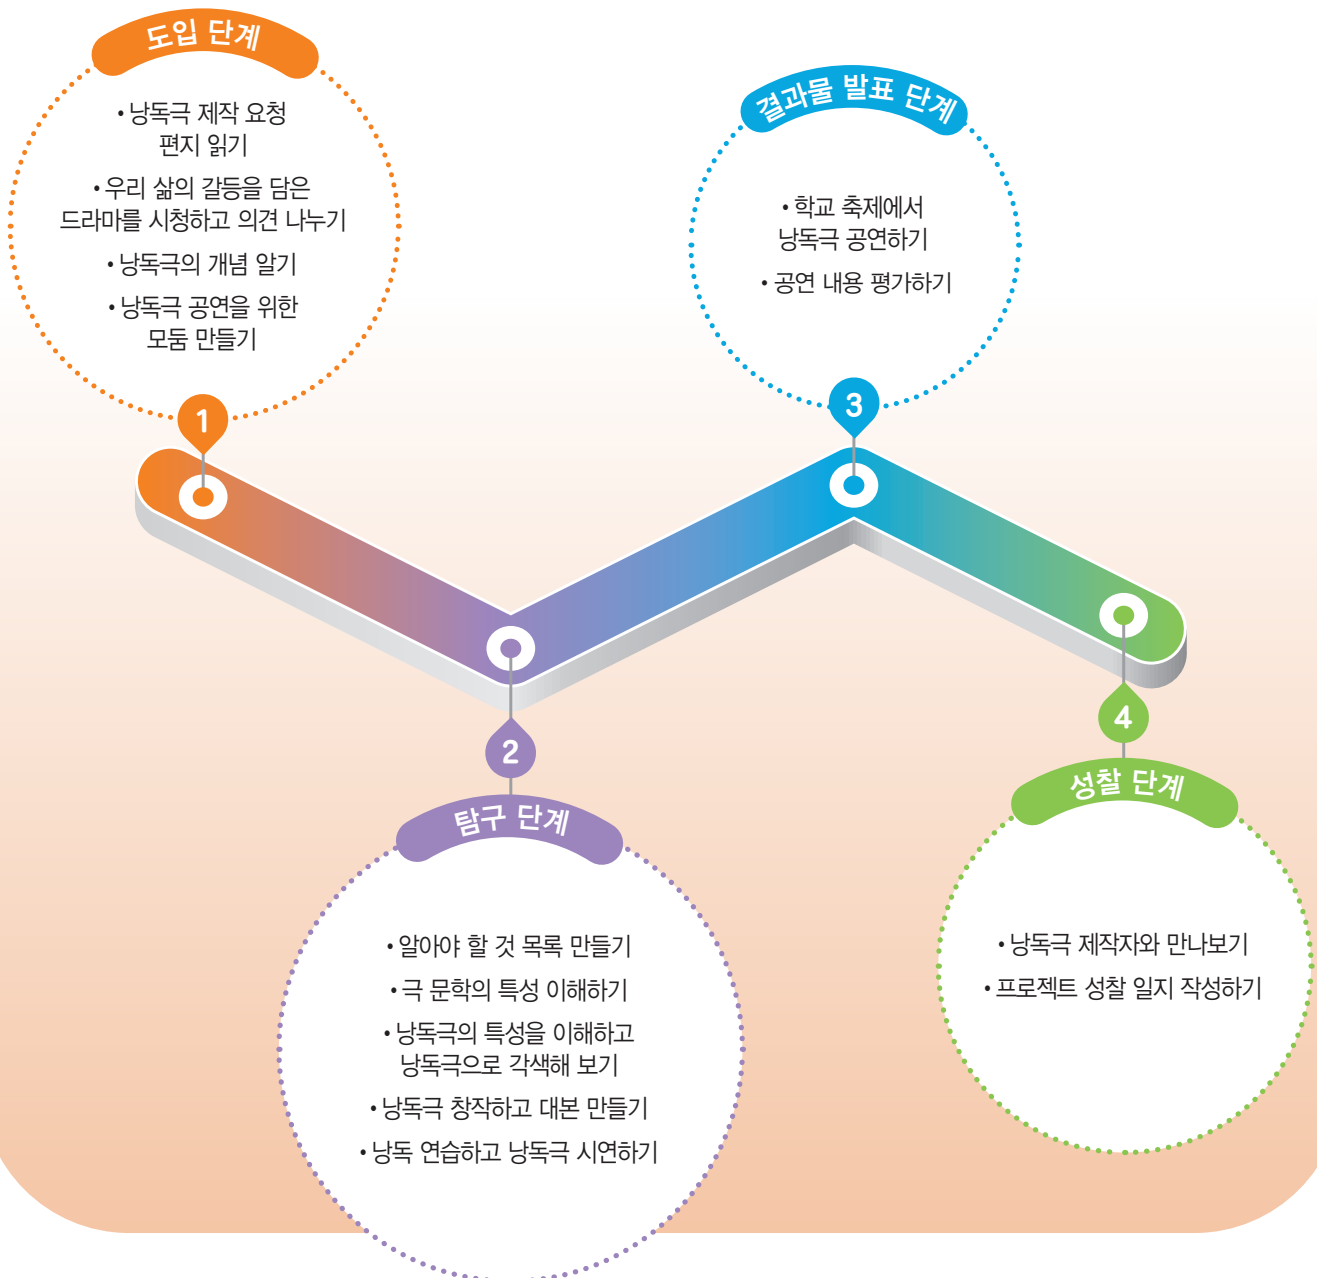 도입 단계
• 낭독극 제작 요청
편지 읽기
• 우리 삶의 갈등을 담은
드라마를 시청하고 의견 나누기
• 낭독극의 개념 알기
• 낭독극 공연을 위한
모둠 만들기
1
2
탐구 단계
• 알아야 할 것 목록 만들기
• 극 문학의 특성 이해하기
• 낭독극의 특성을 이해하고
낭독극으로 각색해 보기
• 낭독극 창작하고 대본 만들기
• 낭독 연습하고 낭독극 시연하기
결과물 발표 단계
• 학교 축제에서
낭독극 공연하기
• 공연 내용 평가하기
3
4
성찰 단계
• 낭독극 제작자와 만나보기
• 프로젝트 성찰 일지 작성하기